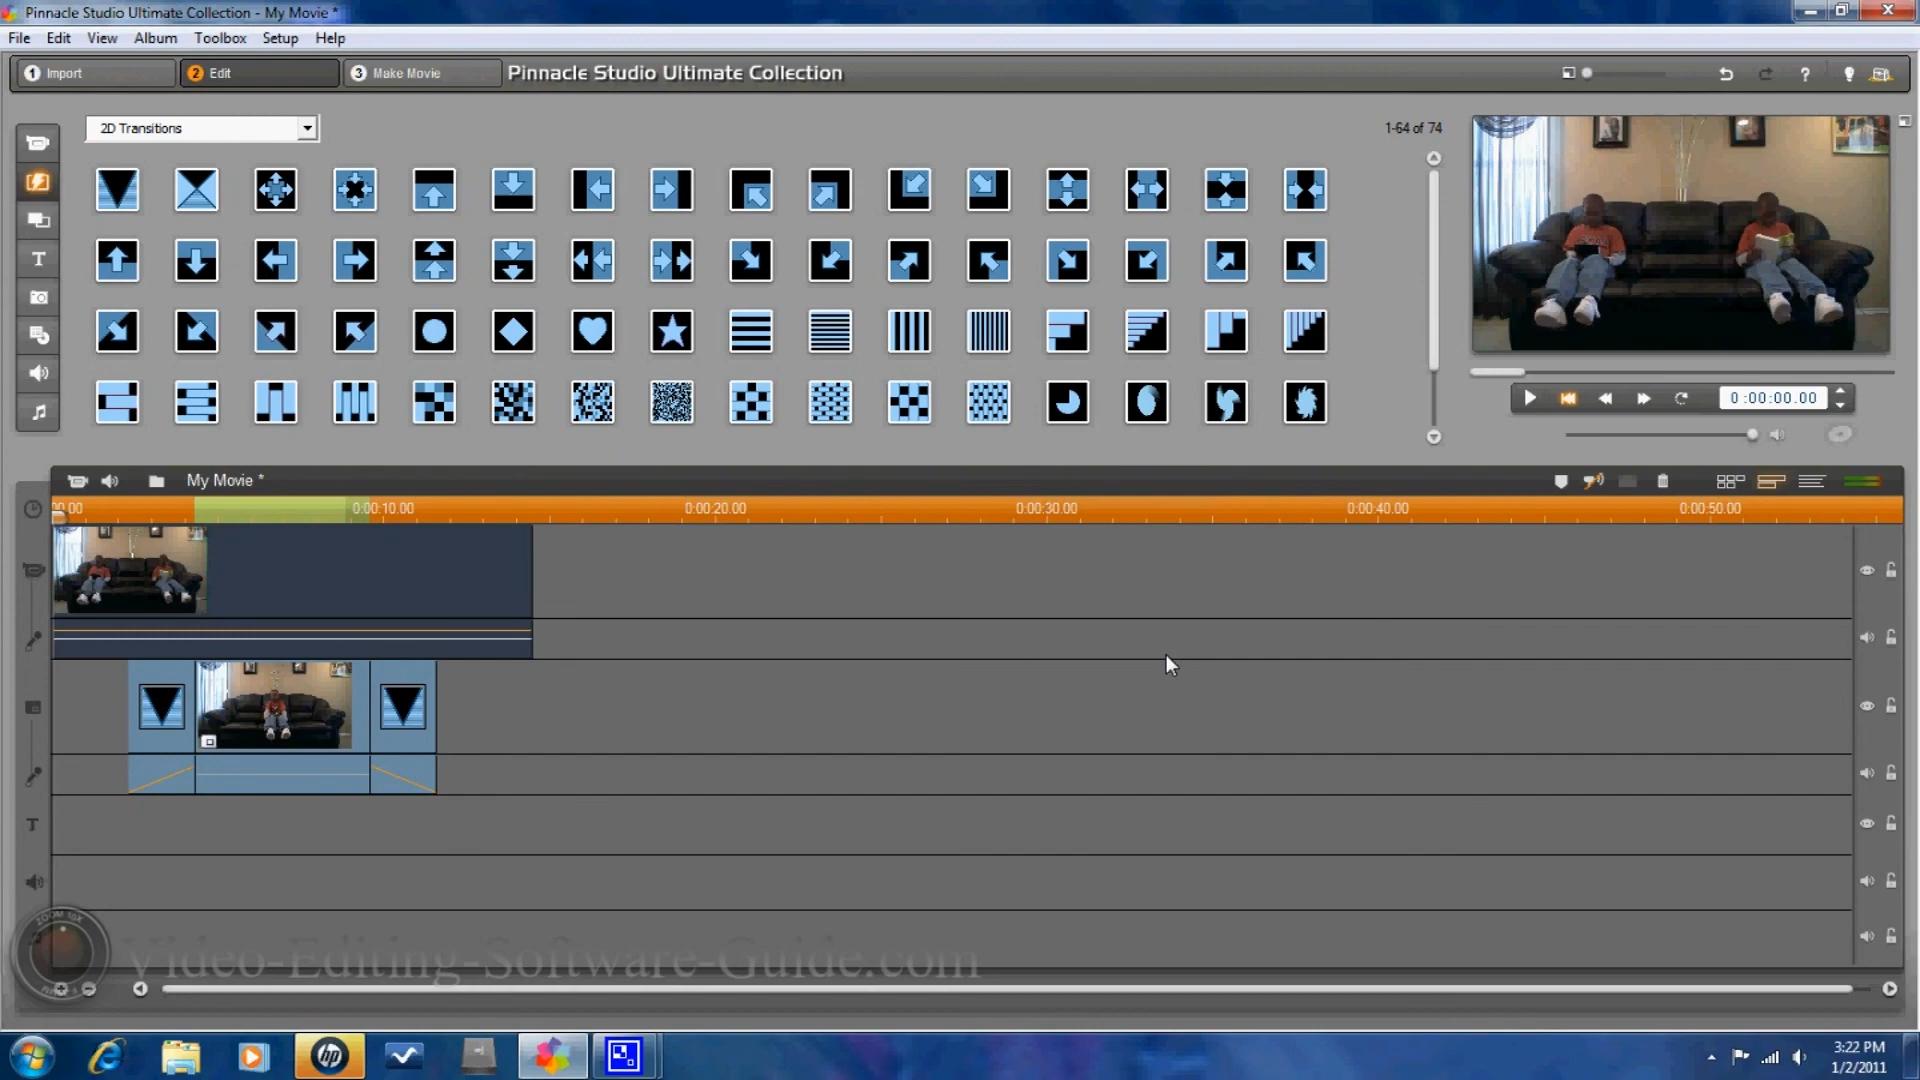 Pinnacle Studio Ultimate Collection - My Movie *
File Edit View Album Toolbox Setup Help
1 Import 2 Edit 3 Make Movie Pinnacle Studio Ultimate Collection
?
2D Transitions
1-64 of 74
T
0:00:00.00
My Movie *
00.00 0:00:10.00 0:00:20.00 0:00:30.00 0:00:40.00 0:00:50.00
T
ZOOM 10X
Video-Editing-Software-Guide.com
hp
3:22 PM
1/2/2011